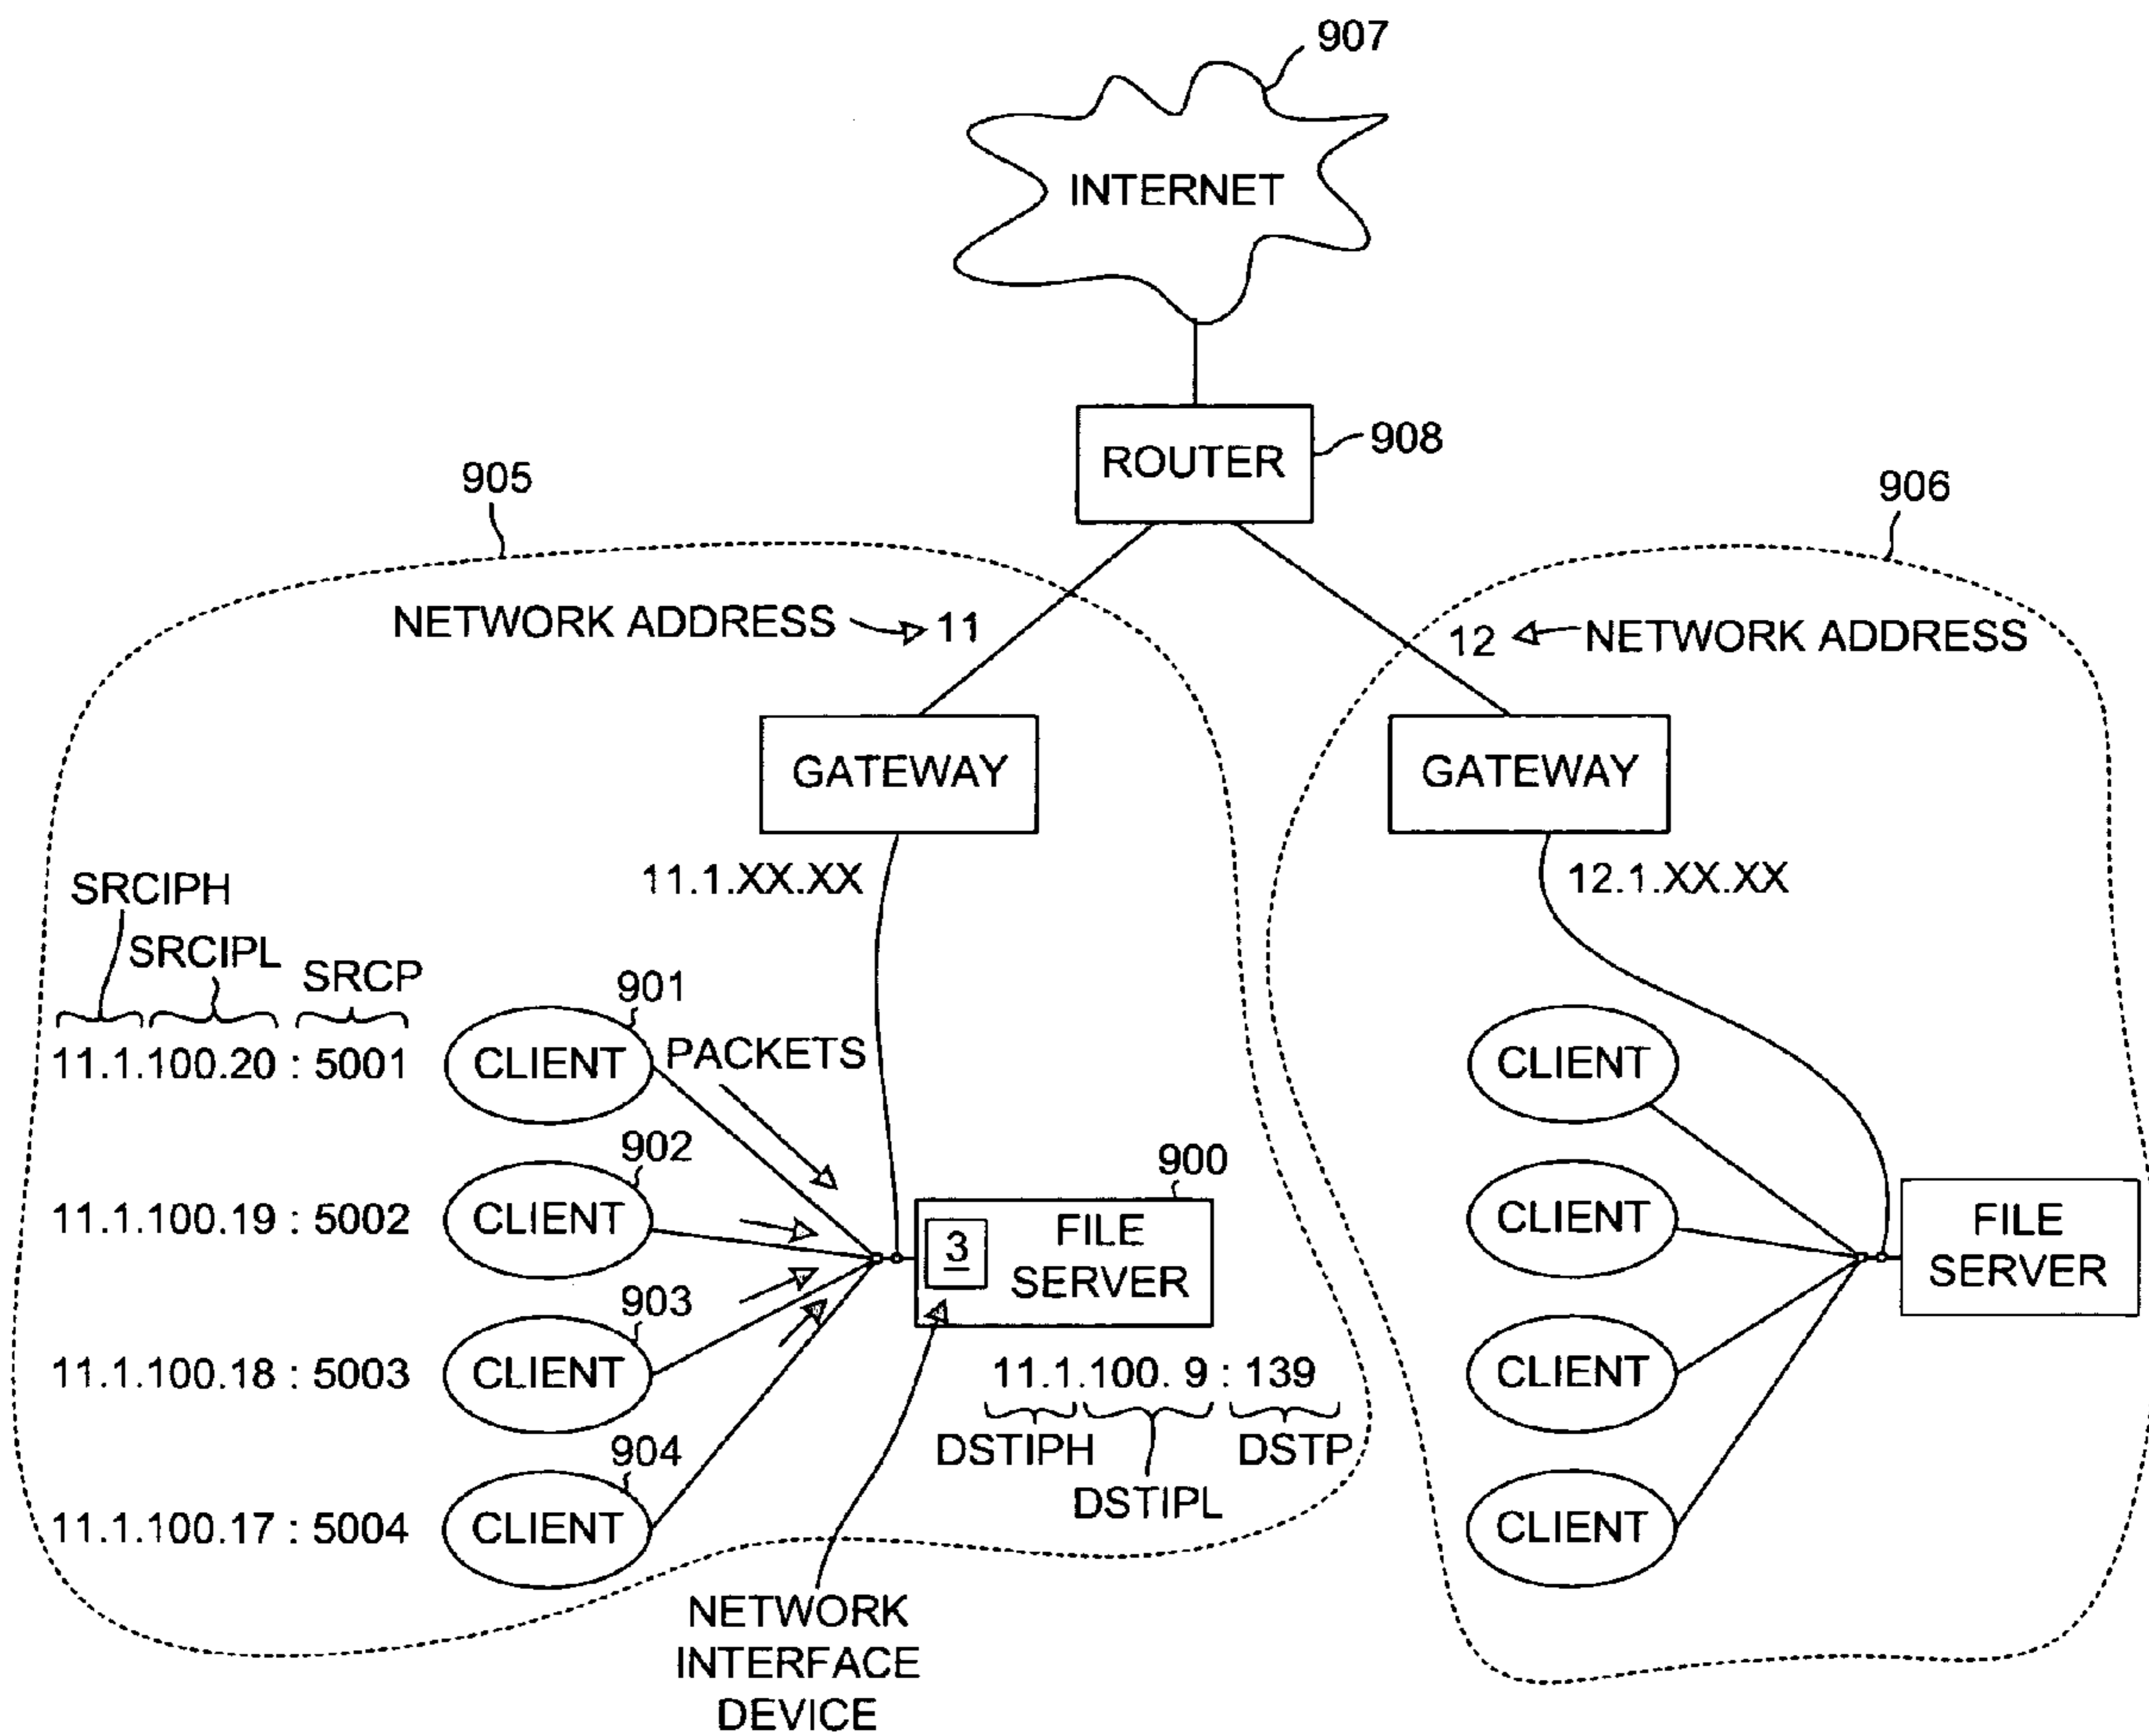 907
INTERNET
ROUTER
908
905
906
NETWORK ADDRESS
11
12
NETWORK ADDRESS
GATEWAY
GATEWAY
11.1.XX.XX
12.1.XX.XX
SRCIPH
SRCIPL
SRCP
901
11.1.100.20 : 5001
CLIENT
PACKETS
CLIENT
902
900
11.1.100.19 : 5002
CLIENT
3
FILE
SERVER
CLIENT
FILE
SERVER
903
11.1.100.18 : 5003
CLIENT
11.1.100. 9 : 139
CLIENT
DSTIPH
DSTP
DSTIPL
904
11.1.100.17 : 5004
CLIENT
CLIENT
NETWORK
INTERFACE
DEVICE